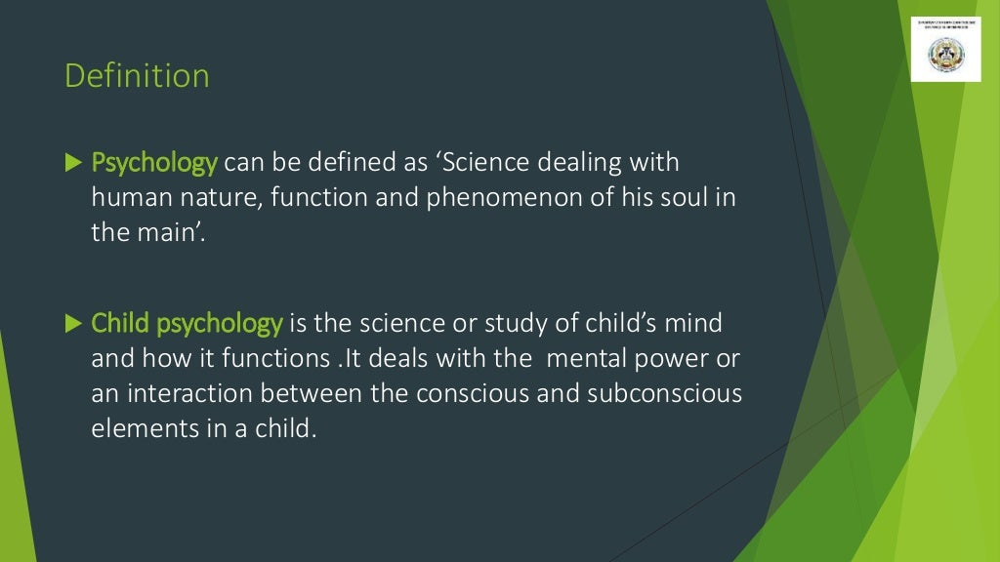 Definition
Psychology can be defined as ‘Science dealing with
human nature, function and phenomenon of his soul in
the main’.
Child psychology is the science or study of child’s mind
and how it functions .It deals with the  mental power or
an interaction between the conscious and subconscious
elements in a child.